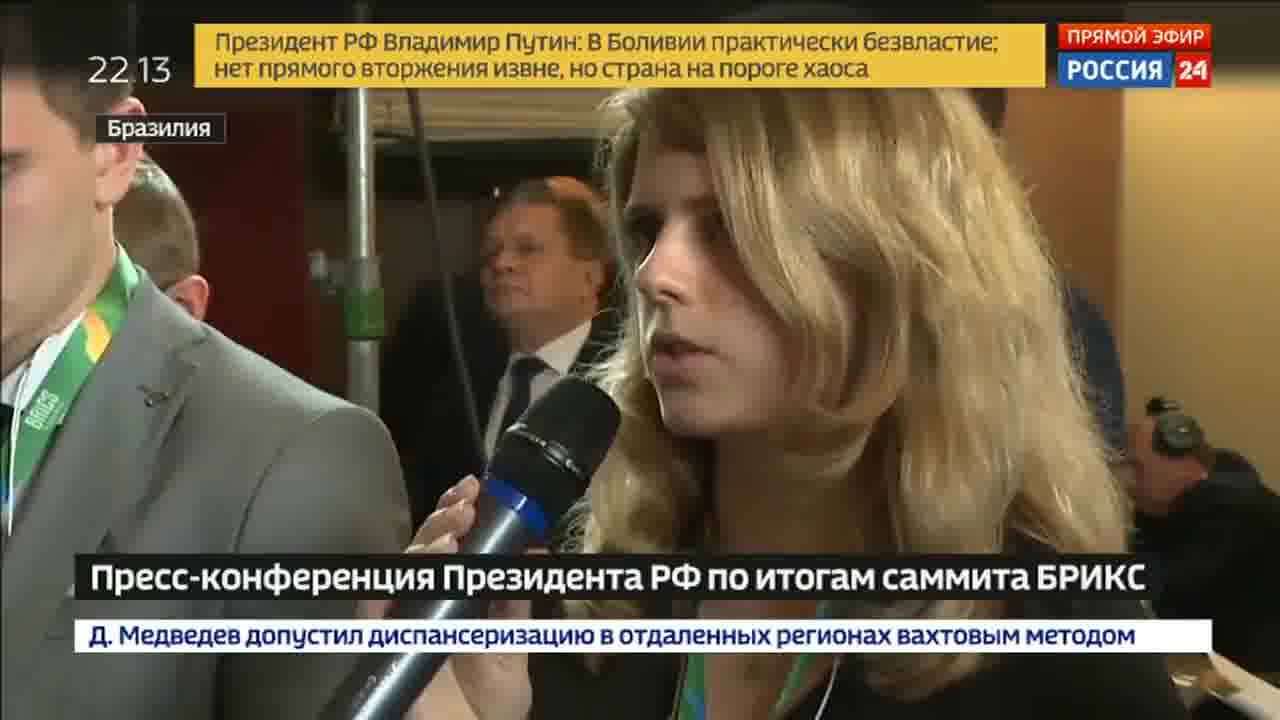 22.13
Президент РФ Владимир Путин: В Боливии практически безвластие;
нет прямого вторжения извне, но страна на пороге хаоса
ПРЯМОЙ ЭФИР
РОССИЯ 24
Бразилия
BRICS
Пресс-конференция Президента РФ по итогам саммита БРИКС
Д. Медведев допустил диспансеризацию в отдаленных регионах вахтовым методом